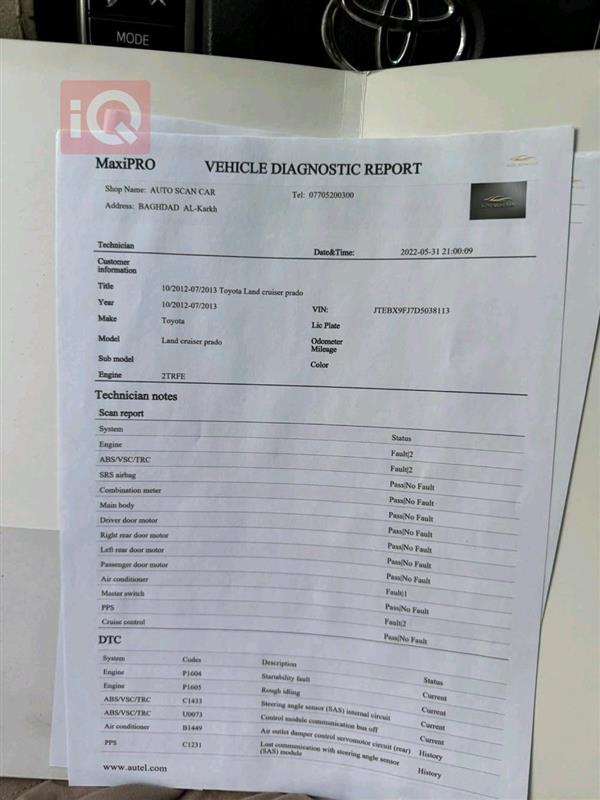 MODE
iQ
MaxiPRO VEHICLE DIAGNOSTIC REPORT
Shop Name: AUTO SCAN CAR Tel: 07705200300
Address: BAGHDAD AL-Karkh
Technician Date&Time: 2022-05-31 21:00:09
Customer
information
Title 10/2012-07/2013 Toyota Land cruiser prado
Year 10/2012-07/2013 VIN: JTEBX9FJ7D5038113
Make Toyota Lic Plate
Model Land cruiser prado Odometer
Mileage
Sub model Color
Engine 2TRFE
Technician notes
Scan report
System Status
Engine Fault|2
ABS/VSC/TRC Fault|2
SRS airbag Pass|No Fault
Combination meter Pass|No Fault
Main body Pass|No Fault
Driver door motor Pass|No Fault
Right rear door motor Pass|No Fault
Left rear door motor Pass|No Fault
Passenger door motor Pass|No Fault
Air conditioner Fault|1
Master switch Pass|No Fault
PPS Fault|2
Cruise control Pass|No Fault
DTC
System Codes Description Status
Engine P1604 Startability fault Current
Engine P1605 Rough idling Current
ABS/VSC/TRC C1433 Steering angle sensor (SAS) internal circuit Current
ABS/VSC/TRC U0073 Control module communication bus off Current
Air conditioner B1449 Air outlet damper control servomotor circuit (rear) History
PPS C1231 Lost communication with steering angle sensor History
(SAS) module
www.autel.com